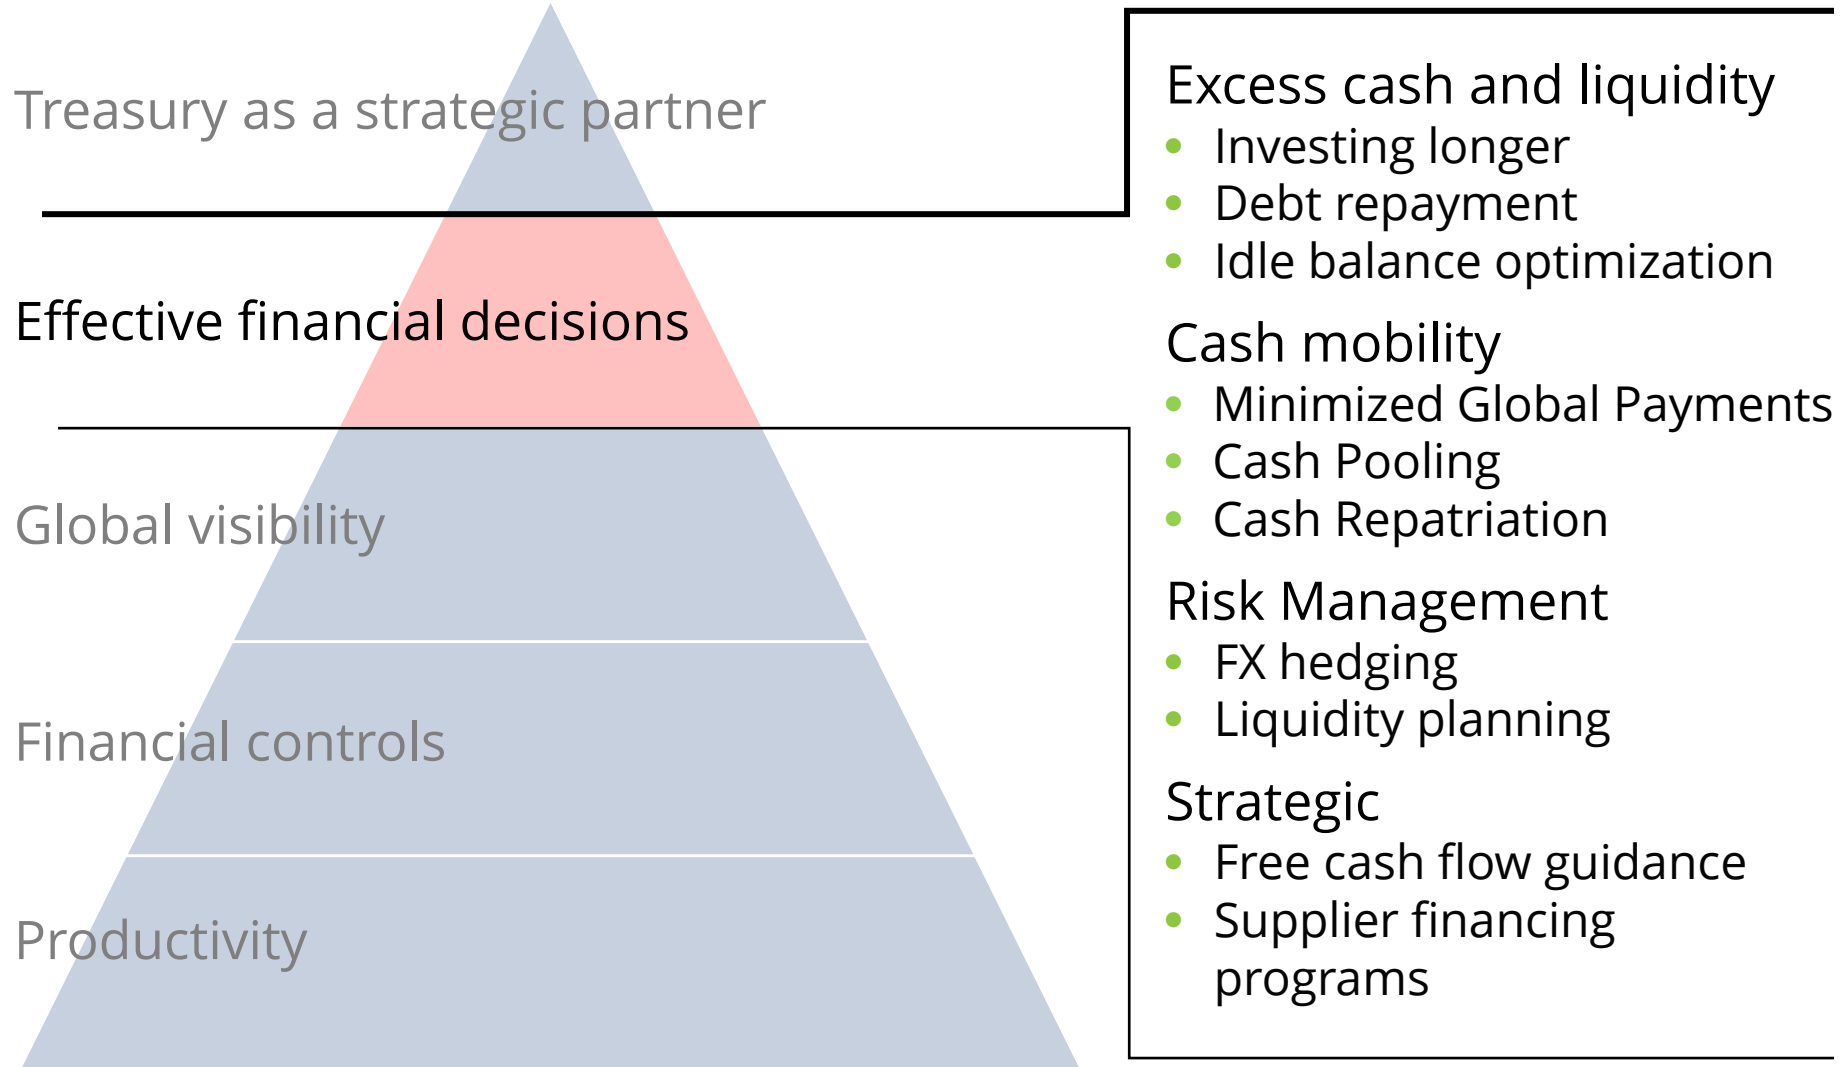 Treasury as a strategic partner
Effective financial decisions
Global visibility
Financial controls
Productivity
Excess cash and liquidity
• Investing longer
• Debt repayment
• Idle balance optimization
Cash mobility
• Minimized Global Payments
• Cash Pooling
• Cash Repatriation
Risk Management
• FX hedging
• Liquidity planning
Strategic
• Free cash flow guidance
• Supplier financing
programs